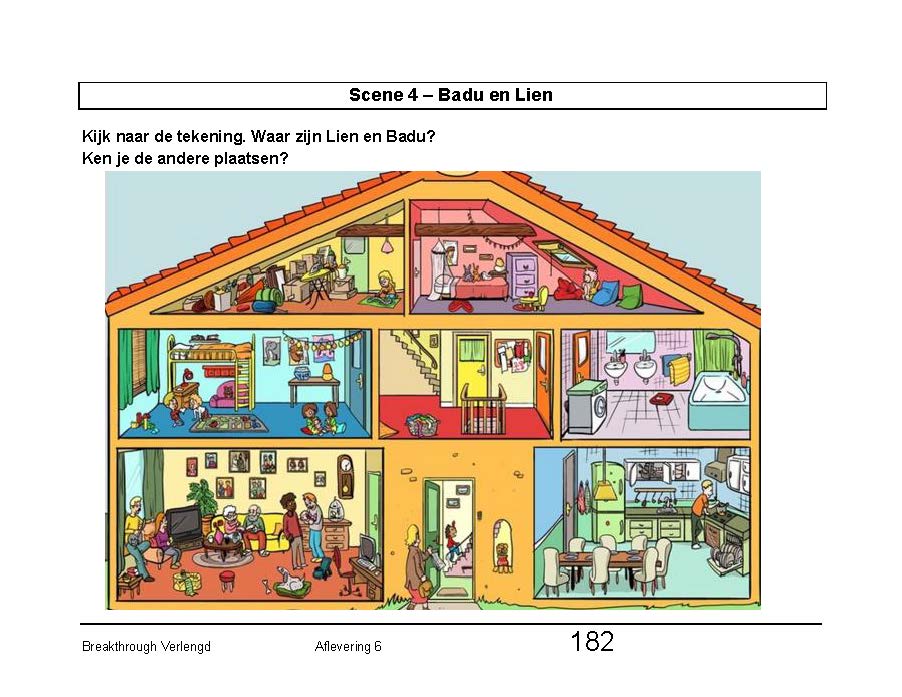 Scene 4 – Badu en Lien
Kijk naar de tekening. Waar zijn Lien en Badu?
Ken je de andere plaatsen?
Breakthrough Verlengd Aflevering 6 182